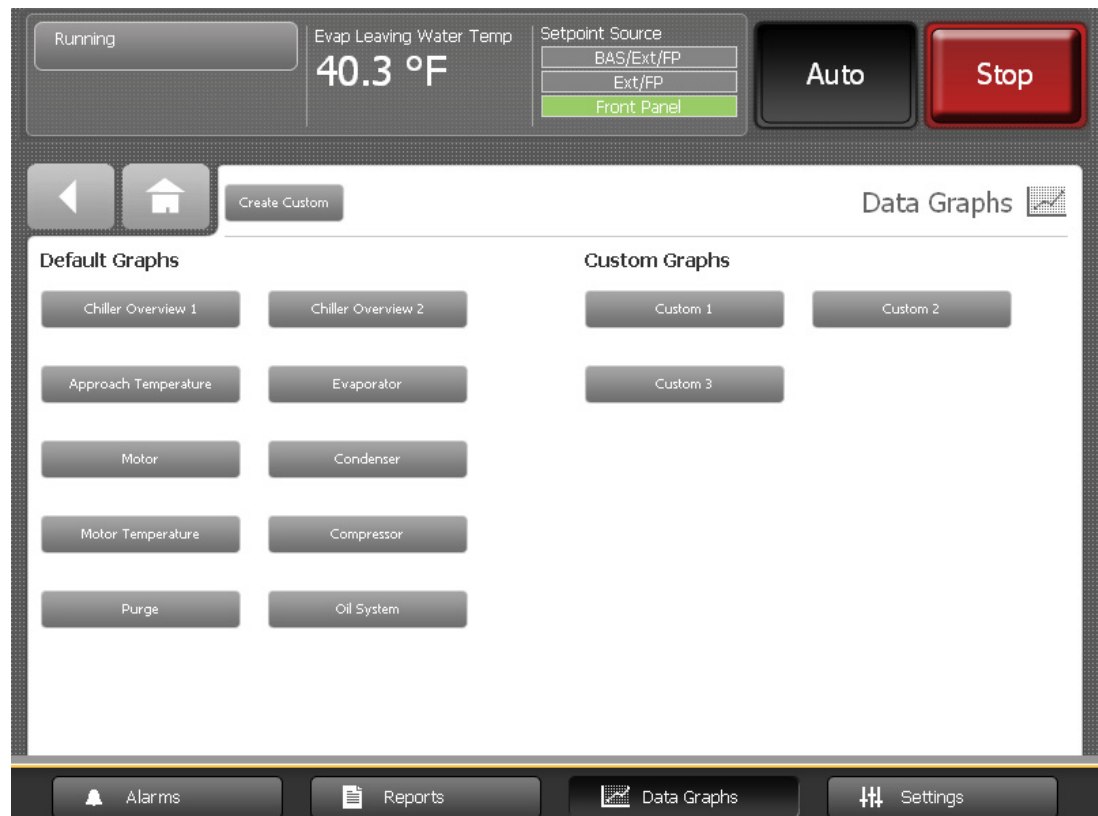 Running
Evap Leaving Water Temp
40.3 °F
Setpoint Source
BAS/Ext/FP
Ext/FP
Front Panel
Auto
Stop
Create Custom
Data Graphs
Default Graphs
Custom Graphs
Chiller Overview 1
Chiller Overview 2
Custom 1
Custom 2
Approach Temperature
Evaporator
Custom 3
Motor
Condenser
Motor Temperature
Compressor
Purge
Oil System
Alarms
Reports
Data Graphs
Settings